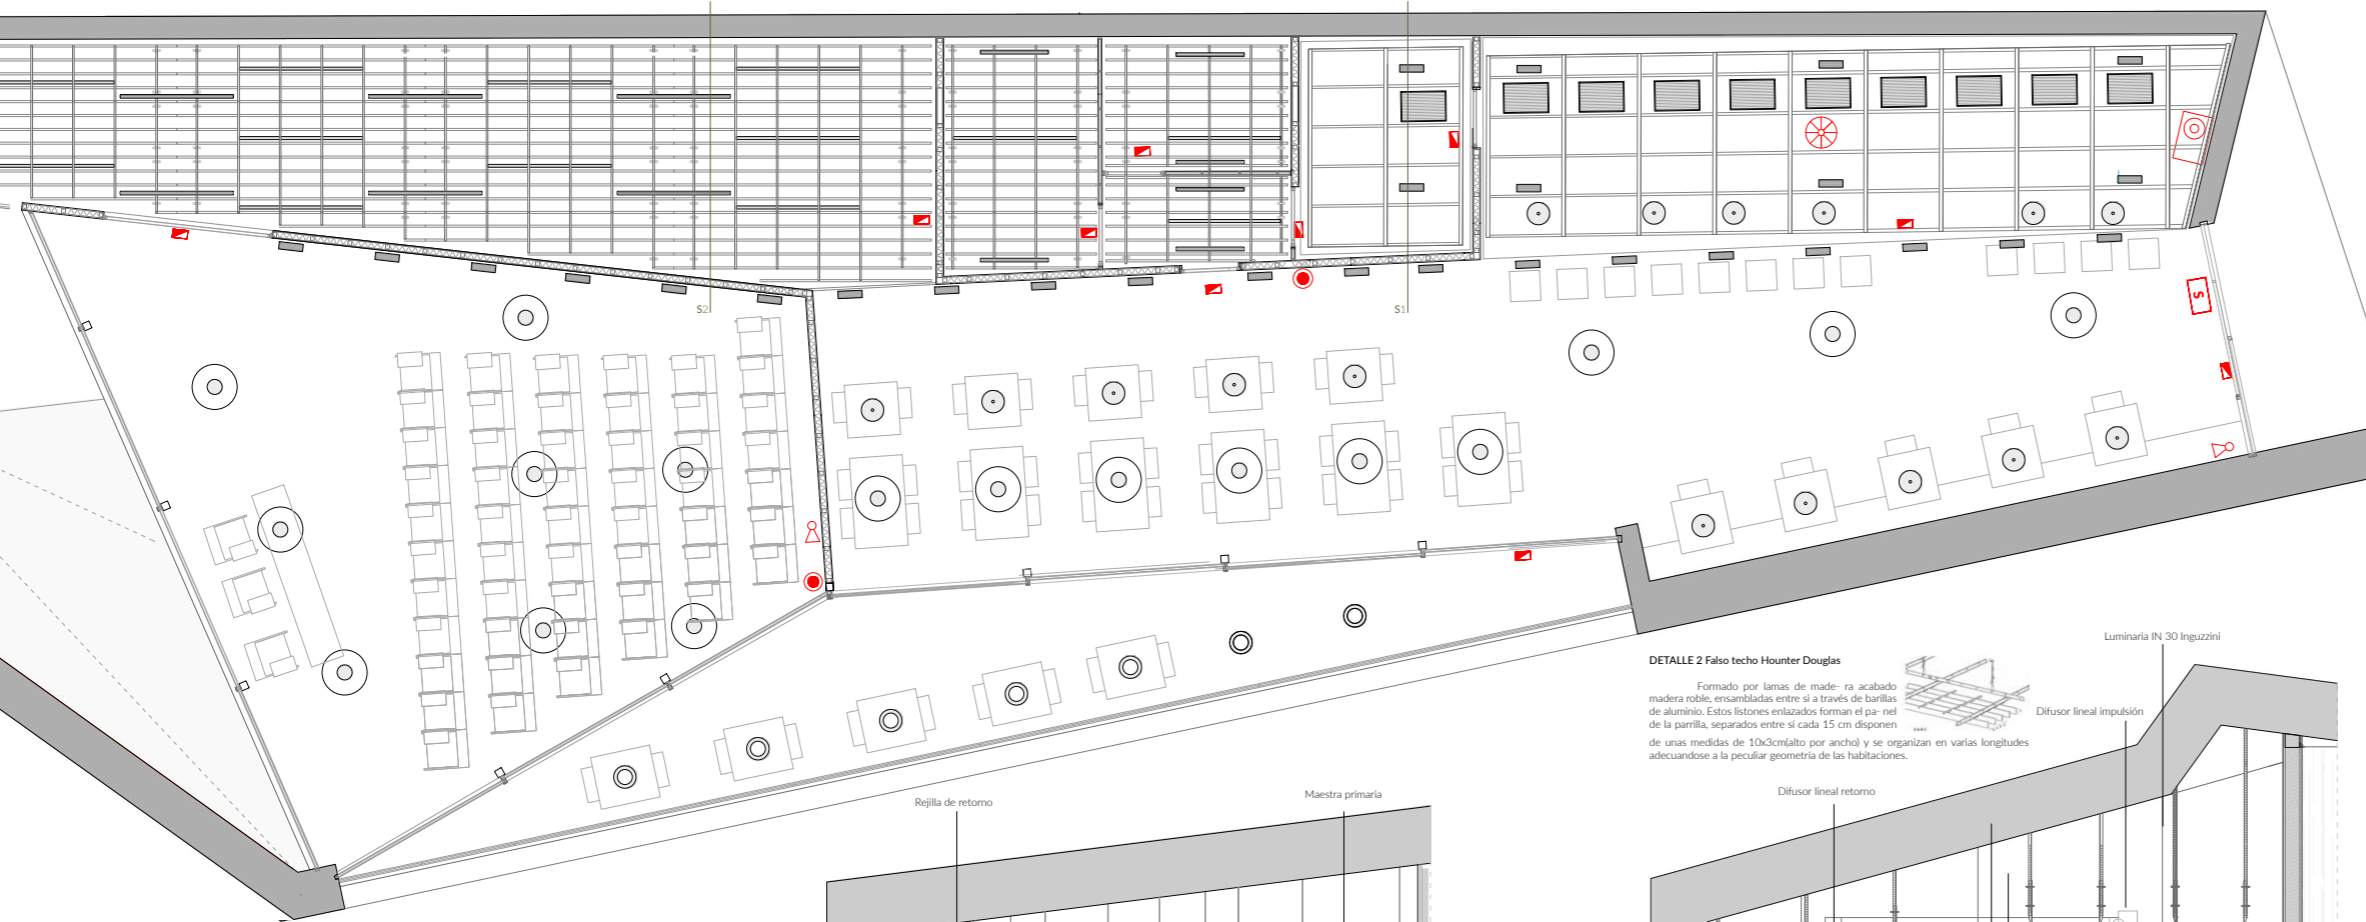 S2
S1
S
Luminaria IN 30 Inguzzini
DETALLE 2 Falso techo Hounter Douglas
Formado por lamas de made- ra acabado
madera roble, ensambladas entre si a través de barillas
de aluminio. Estos listones enlazados forman el pa- nel
de la parrilla, separados entre sí cada 15 cm disponen
de unas medidas de 10x3cm(alto por ancho) y se organizan en varias longitudes
adecuandose a la peculiar geometría de las habitaciones.
Difusor lineal impulsión
Difusor lineal retorno
Maestra primaria
Rejilla de retorno